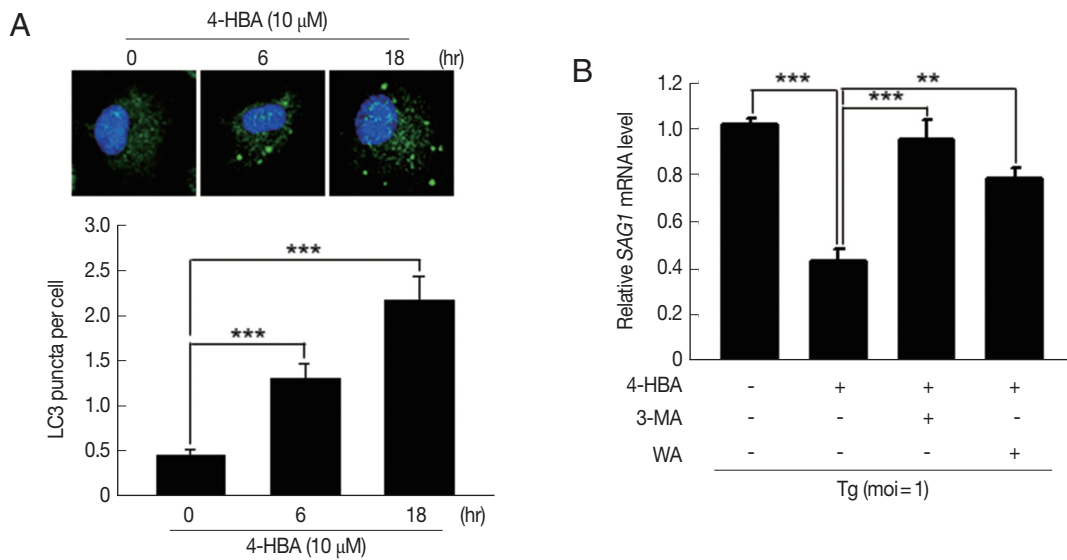 A
4-HBA (10 μM)
0 6 18 (hr)
3.0
2.5
2.0
1.5
1.0
0.5
0
LC3 puncta per cell
***
***
0 6 18 (hr)
4-HBA (10 μM)
B
1.2
1.0
0.8
0.6
0.4
0.2
0
Relative SAG1 mRNA level
*** **
***
4-HBA - + + +
3-MA - - + -
WA - - - +
Tg (moi = 1)